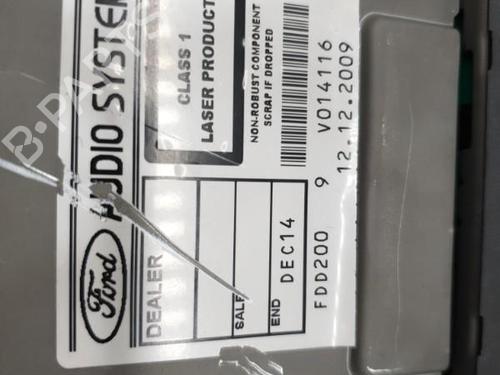 Ford
AUDIO SYSTEM
DEALER
SALE
END DEC14
CLASS 1
LASER PRODUCT
NON-ROBUST COMPONENT
SCRAP IF DROPPED
FDD200 9 V014116
12.12.2009
B-PARTS